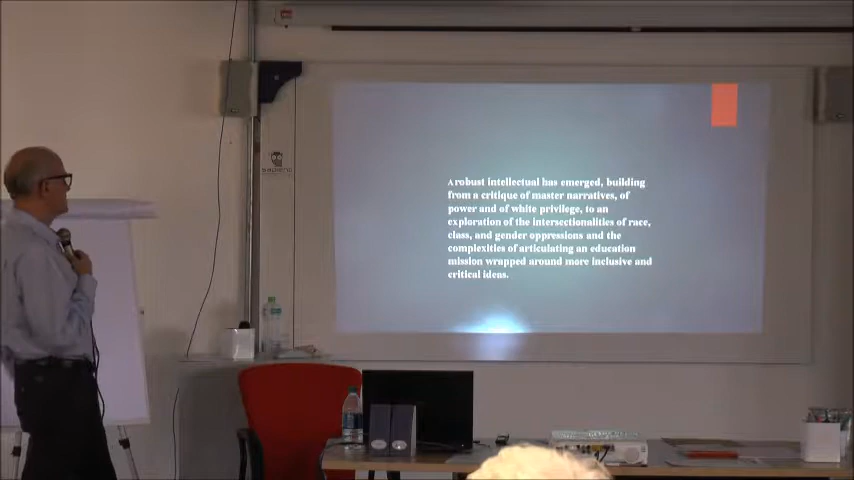 A robust intellectual has emerged, building
from a critique of master narratives, of
power and of white privilege, to an
exploration of the intersectionalities of race,
class, and gender oppressions and the
complexities of articulating an education
mission wrapped around more inclusive and
critical ideas.